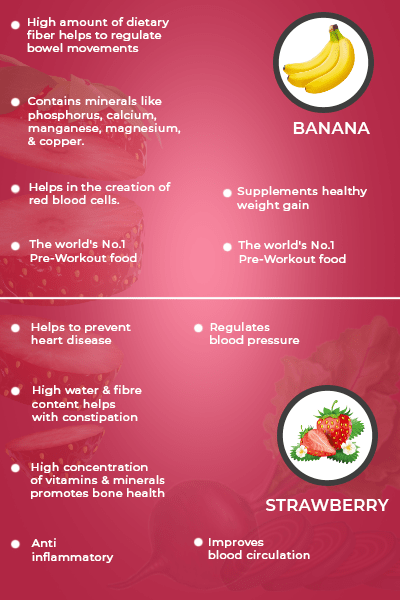 High amount of dietary
fiber helps to regulate
bowel movements
BANANA
Contains minerals like
phosphorus, calcium,
manganese, magnesium,
& copper.
Helps in the creation of
red blood cells.
Supplements healthy
weight gain
The world's No.1
Pre-Workout food
The world's No.1
Pre-Workout food
Helps to prevent
heart disease
Regulates
blood pressure
High water & fibre
content helps
with constipation
High concentration
of vitamins & minerals
promotes bone health
STRAWBERRY
Anti
inflammatory
Improves
blood circulation